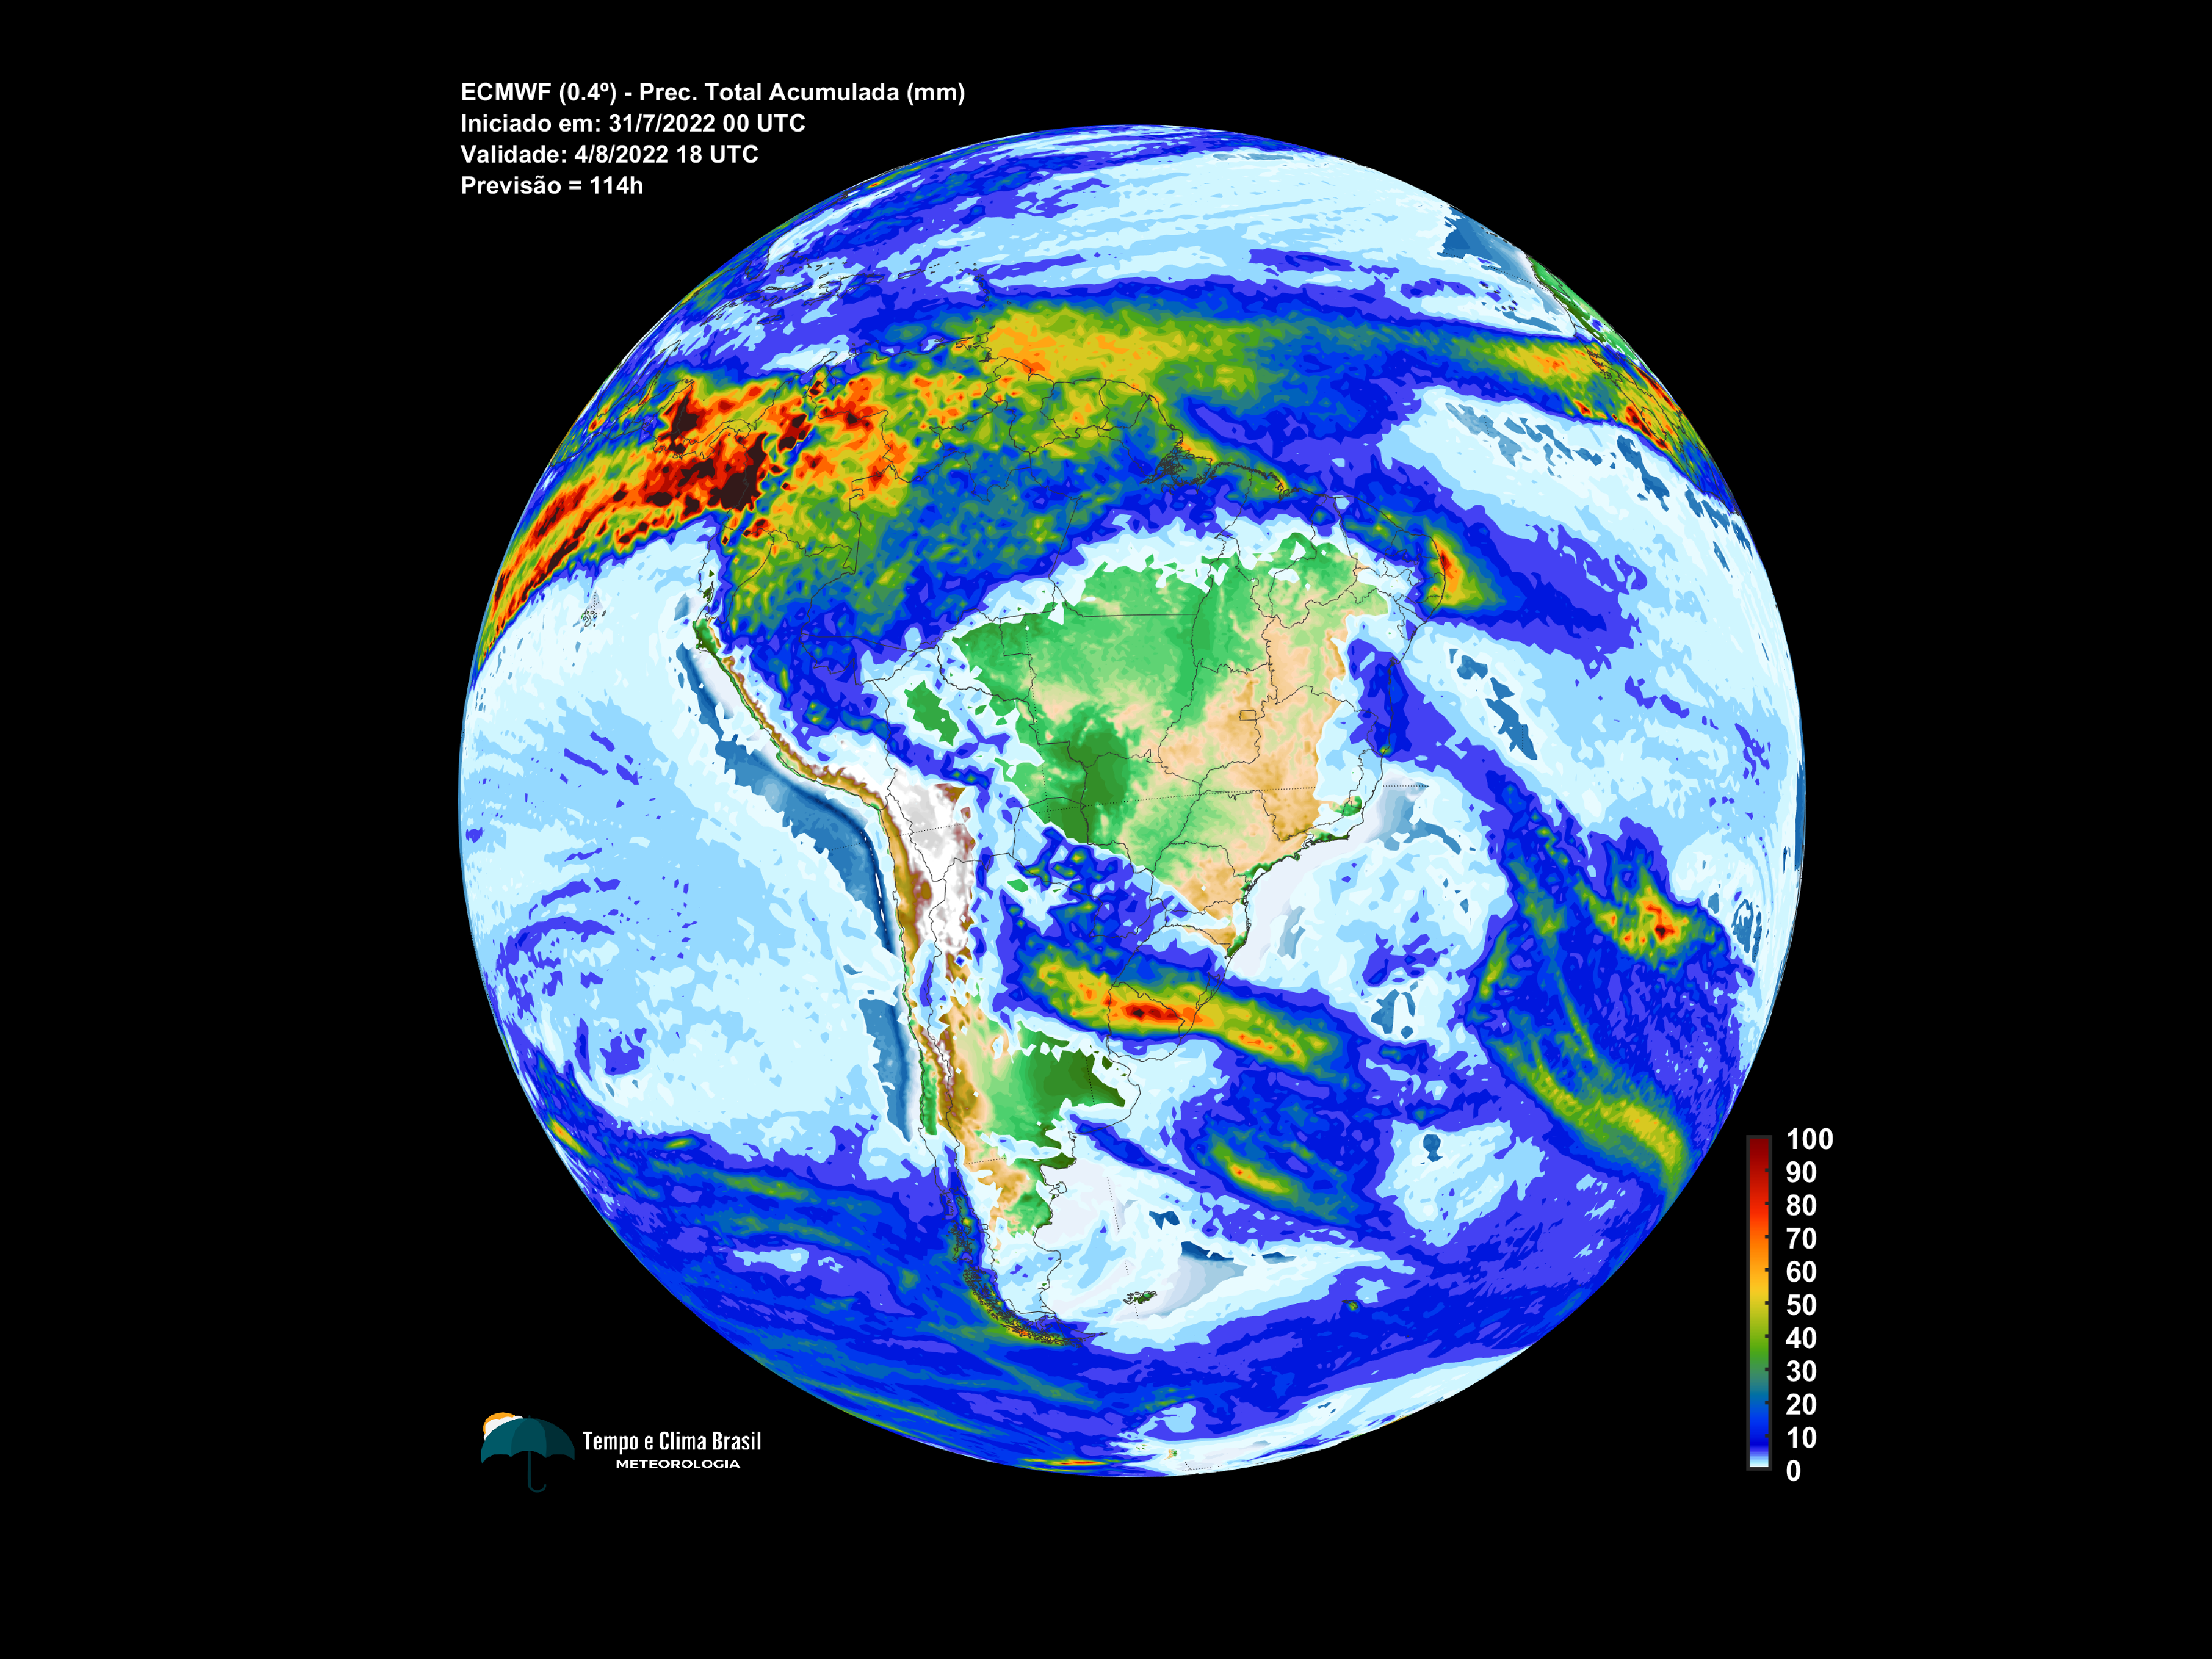 ECMWF (0.4º) - Prec. Total Acumulada (mm)
Iniciado em: 31/7/2022 00 UTC
Validade: 4/8/2022 18 UTC
Previsão = 114h
100
90
80
70
60
50
40
30
20
10
0
Tempo e Clima Brasil
METEOROLOGIA